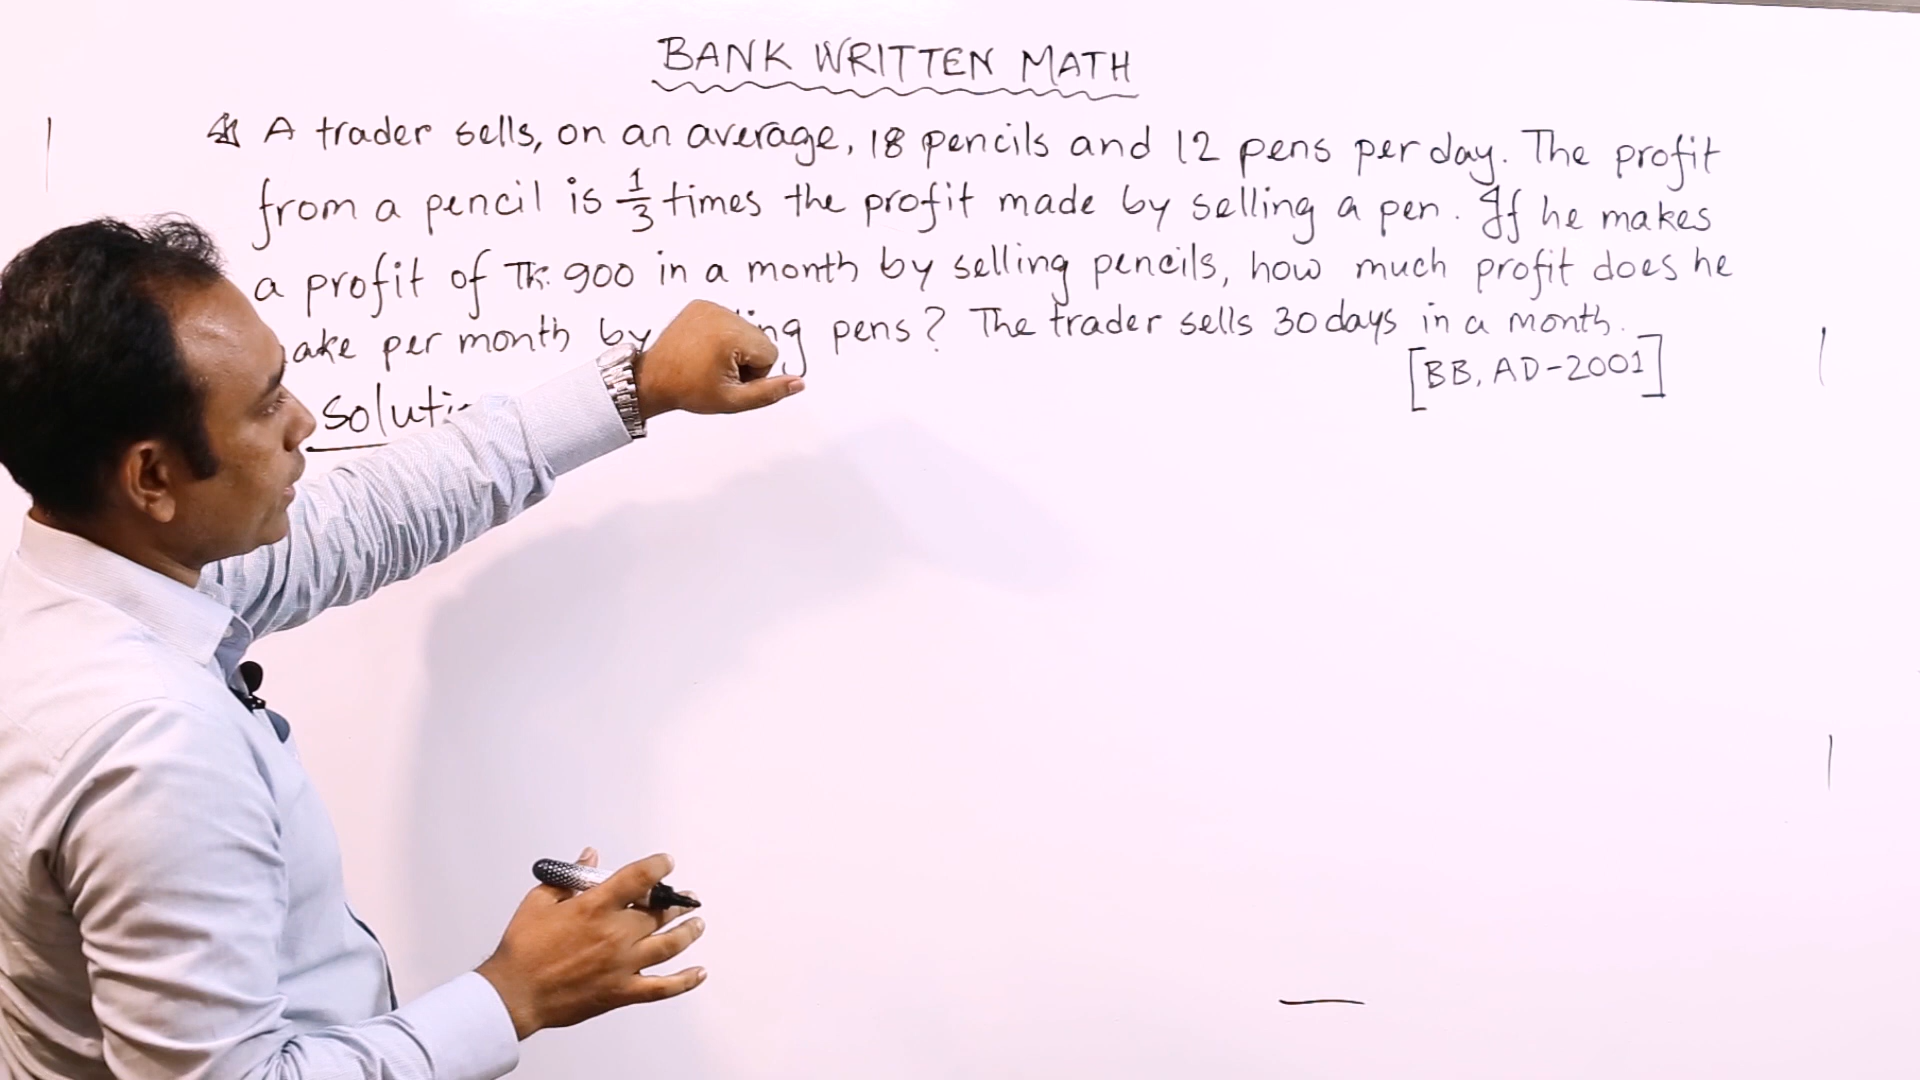 BANK WRITTEN MATH
A trader sells, on an average, 18 pencils and 12 pens per day. The profit
from a pencil is 1/3 times the profit made by selling a pen. If he makes
a profit of Tk. 900 in a month by selling pencils, how much profit does he
ake per month by ing pens? The trader sells 30 days in a month.
[BB, AD-2001]
soluti